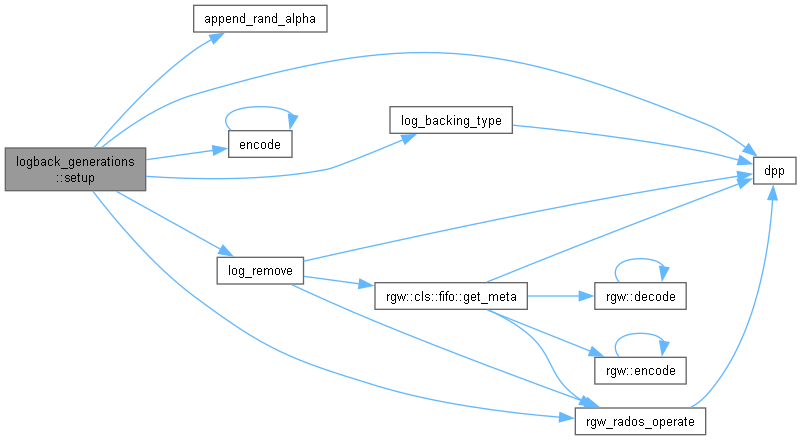 append_rand_alpha
logback_generations
::setup
encode
log_backing_type
dpp
log_remove
rgw::cls::fifo::get_meta
rgw::decode
rgw::encode
rgw_rados_operate